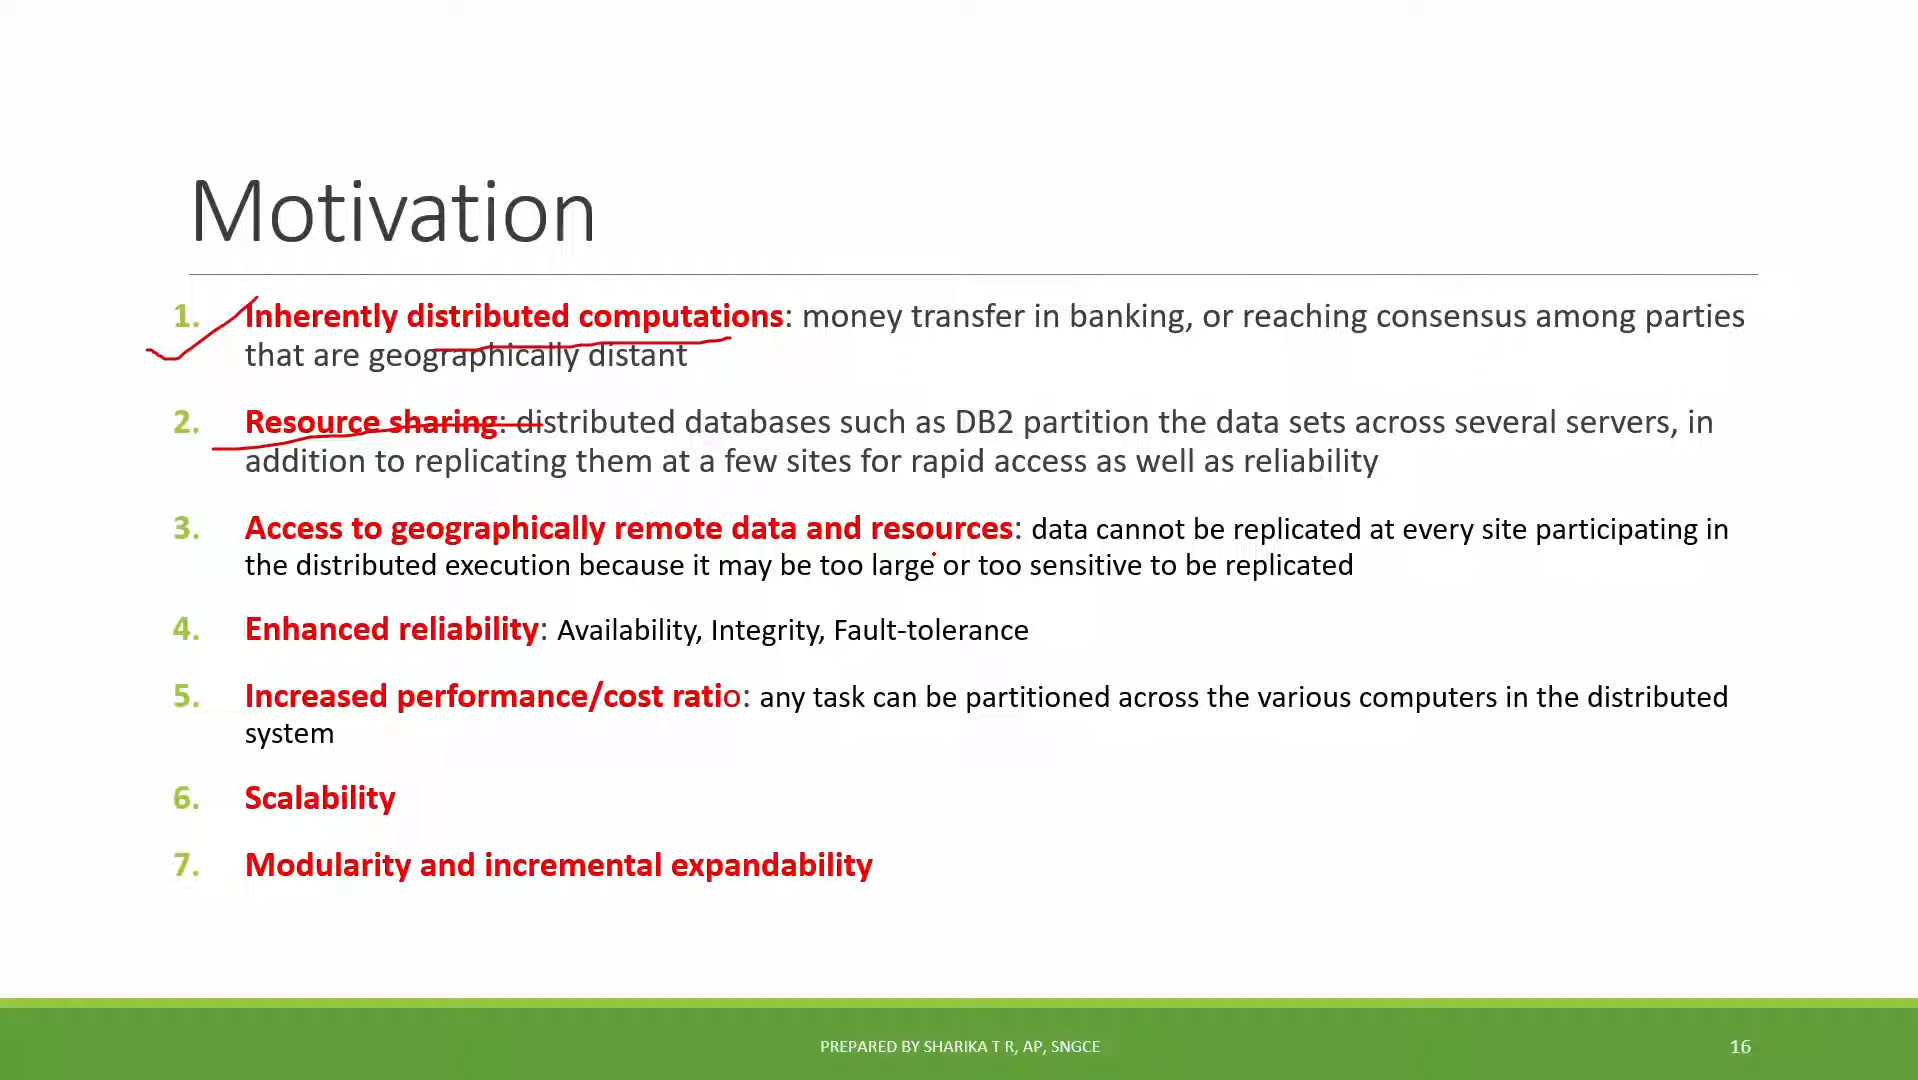 Motivation
1. Inherently distributed computations: money transfer in banking, or reaching consensus among parties
that are geographically distant
2. Resource sharing: distributed databases such as DB2 partition the data sets across several servers, in
addition to replicating them at a few sites for rapid access as well as reliability
3. Access to geographically remote data and resources: data cannot be replicated at every site participating in
the distributed execution because it may be too large or too sensitive to be replicated
4. Enhanced reliability: Availability, Integrity, Fault-tolerance
5. Increased performance/cost ratio: any task can be partitioned across the various computers in the distributed
system
6. Scalability
7. Modularity and incremental expandability
PREPARED BY SHARIKA T R, AP, SNGCE
16